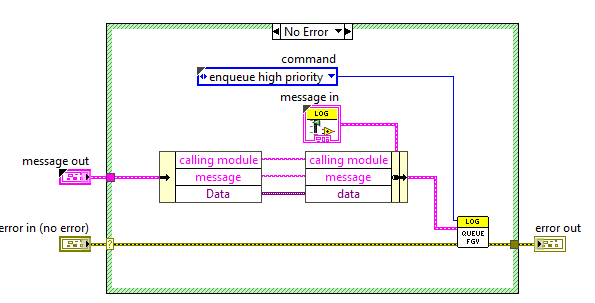 No Error
command
enqueue high priority
message in
LOG
message out
calling module
calling module
message
message
Data
data
error in (no error)
LOG
QUEUE
FGV
error out
?